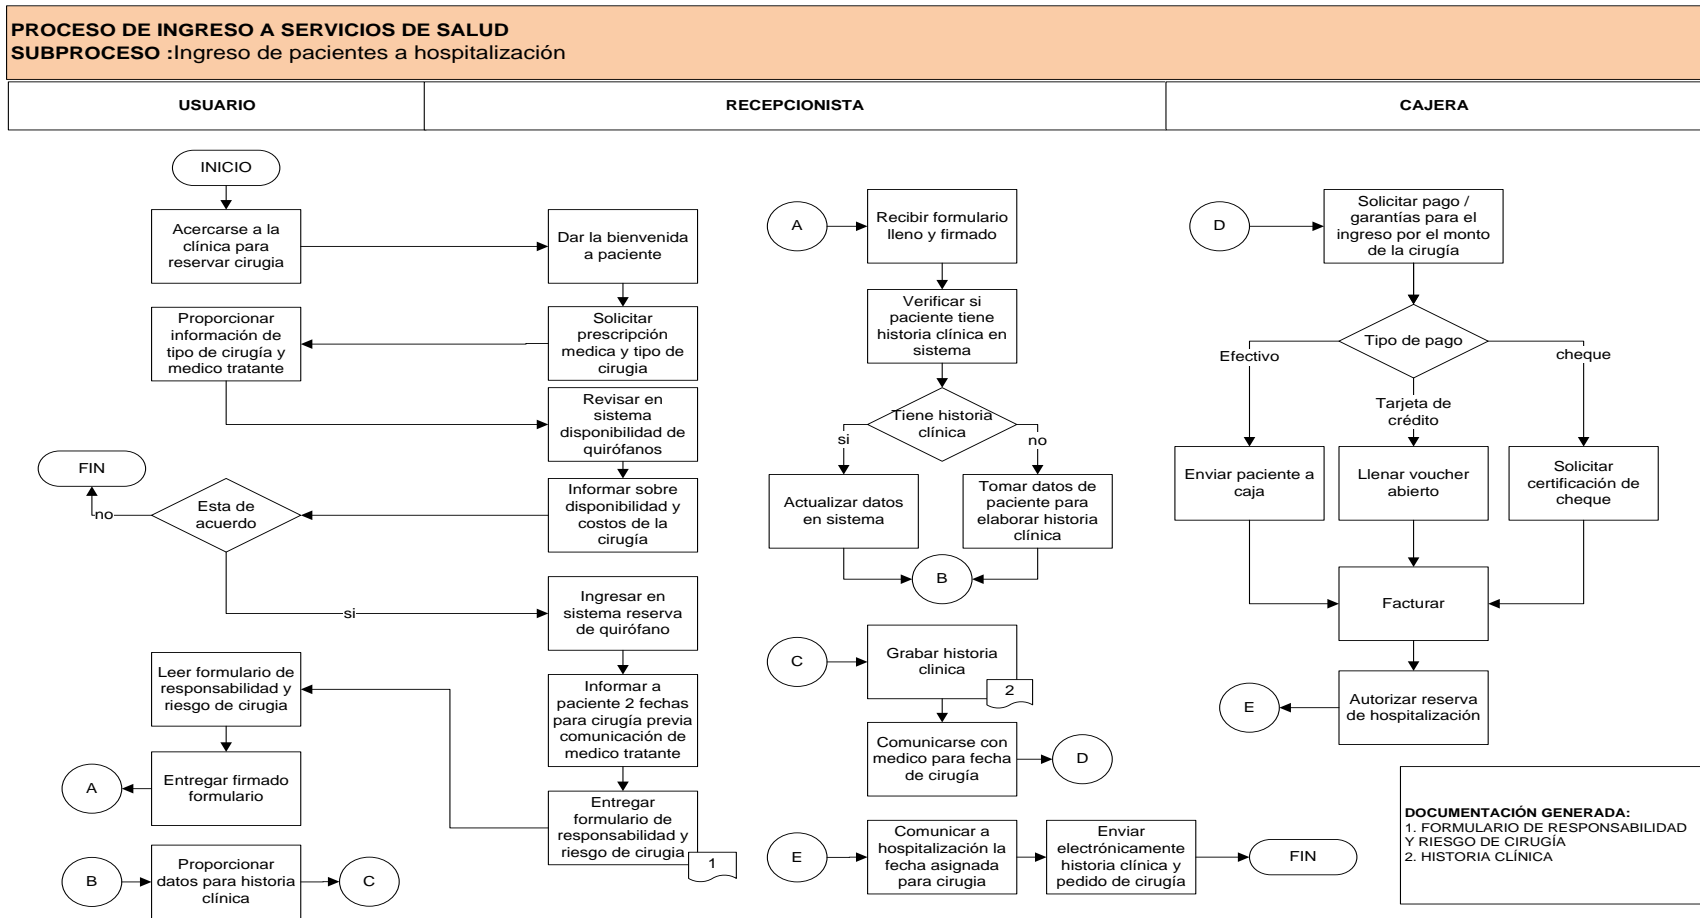 PROCESO DE INGRESO A SERVICIOS DE SALUD
SUBPROCESO :Ingreso de pacientes a hospitalización
USUARIO
RECEPCIONISTA
CAJERA
INICIO
Acercarse a la
clínica para
reservar cirugia
Dar la bienvenida
a paciente
Proporcionar
información de
tipo de cirugía y
medico tratante
Solicitar
prescripción
medica y tipo de
cirugia
Revisar en
sistema
disponibilidad de
quirófanos
FIN
no
Esta de
acuerdo
Informar sobre
disponibilidad y
costos de la
cirugía
si
Ingresar en
sistema reserva
de quirófano
Leer formulario de
responsabilidad y
riesgo de cirugia
Informar a
paciente 2 fechas
para cirugía previa
comunicación de
medico tratante
A
Entregar firmado
formulario
Entregar
formulario de
responsabilidad y
riesgo de cirugia
1
B
Proporcionar
datos para historia
clínica
C
A
Recibir formulario
lleno y firmado
Verificar si
paciente tiene
historia clínica en
sistema
Tiene historia
clínica
si
no
Actualizar datos
en sistema
Tomar datos de
paciente para
elaborar historia
clínica
B
C
Grabar historia
clinica
2
Comunicarse con
medico para fecha
de cirugía
D
E
Comunicar a
hospitalización la
fecha asignada
para cirugia
Enviar
electrónicamente
historia clínica y
pedido de cirugía
FIN
D
Solicitar pago /
garantías para el
ingreso por el monto
de la cirugía
Tipo de pago
Efectivo
cheque
Tarjeta de
crédito
Enviar paciente a
caja
Llenar voucher
abierto
Solicitar
certificación de
cheque
Facturar
E
Autorizar reserva
de hospitalización
DOCUMENTACIÓN GENERADA:
1. FORMULARIO DE RESPONSABILIDAD
Y RIESGO DE CIRUGÍA
2. HISTORIA CLÍNICA